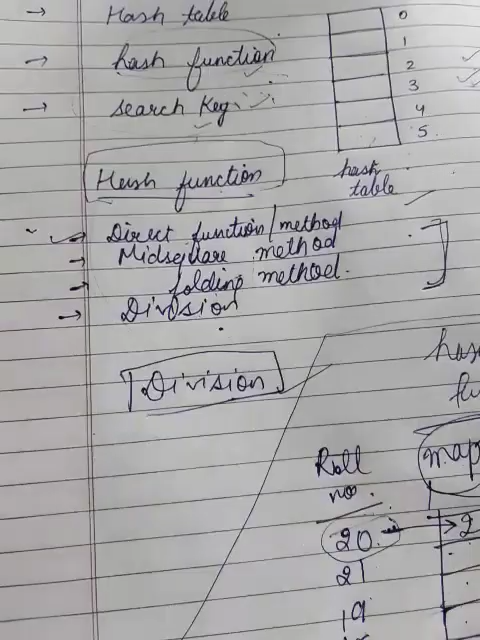 → Hash table
→ hash function
→ search Key
0
1
2
3
4
5
hash
table
Hash function
→ Direct function/method
→ Midsquare method
→ folding method.
→ Division
Division
Roll
no.
20 → 2
21
19